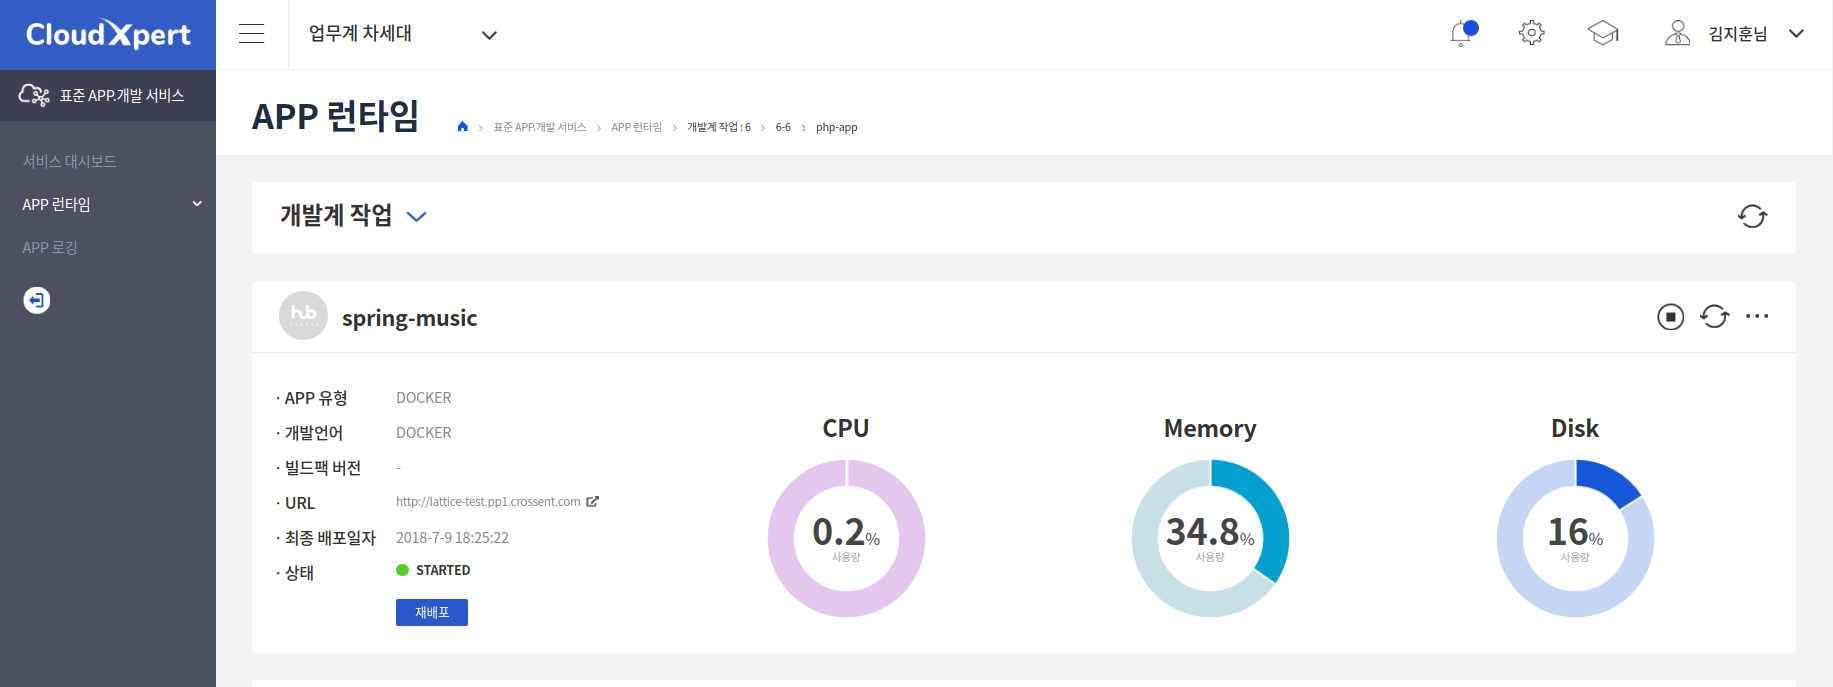 CloudXpert
업무계 차세대
김지훈님
표준 APP.개발 서비스
서비스 대시보드
APP 런타임
APP 로깅
APP 런타임
표준 APP.개발 서비스 > APP 런타임 > 개발계 작업 : 6 > 6-6 > php-app
개발계 작업
hub
spring-music
· APP 유형 DOCKER
· 개발언어 DOCKER
· 빌드팩 버전 -
· URL http://lattice-test.pp1.crossent.com
· 최종 배포일자 2018-7-9 18:25:22
· 상태 STARTED
재배포
CPU
0.2%
사용량
Memory
34.8%
사용량
Disk
16%
사용량